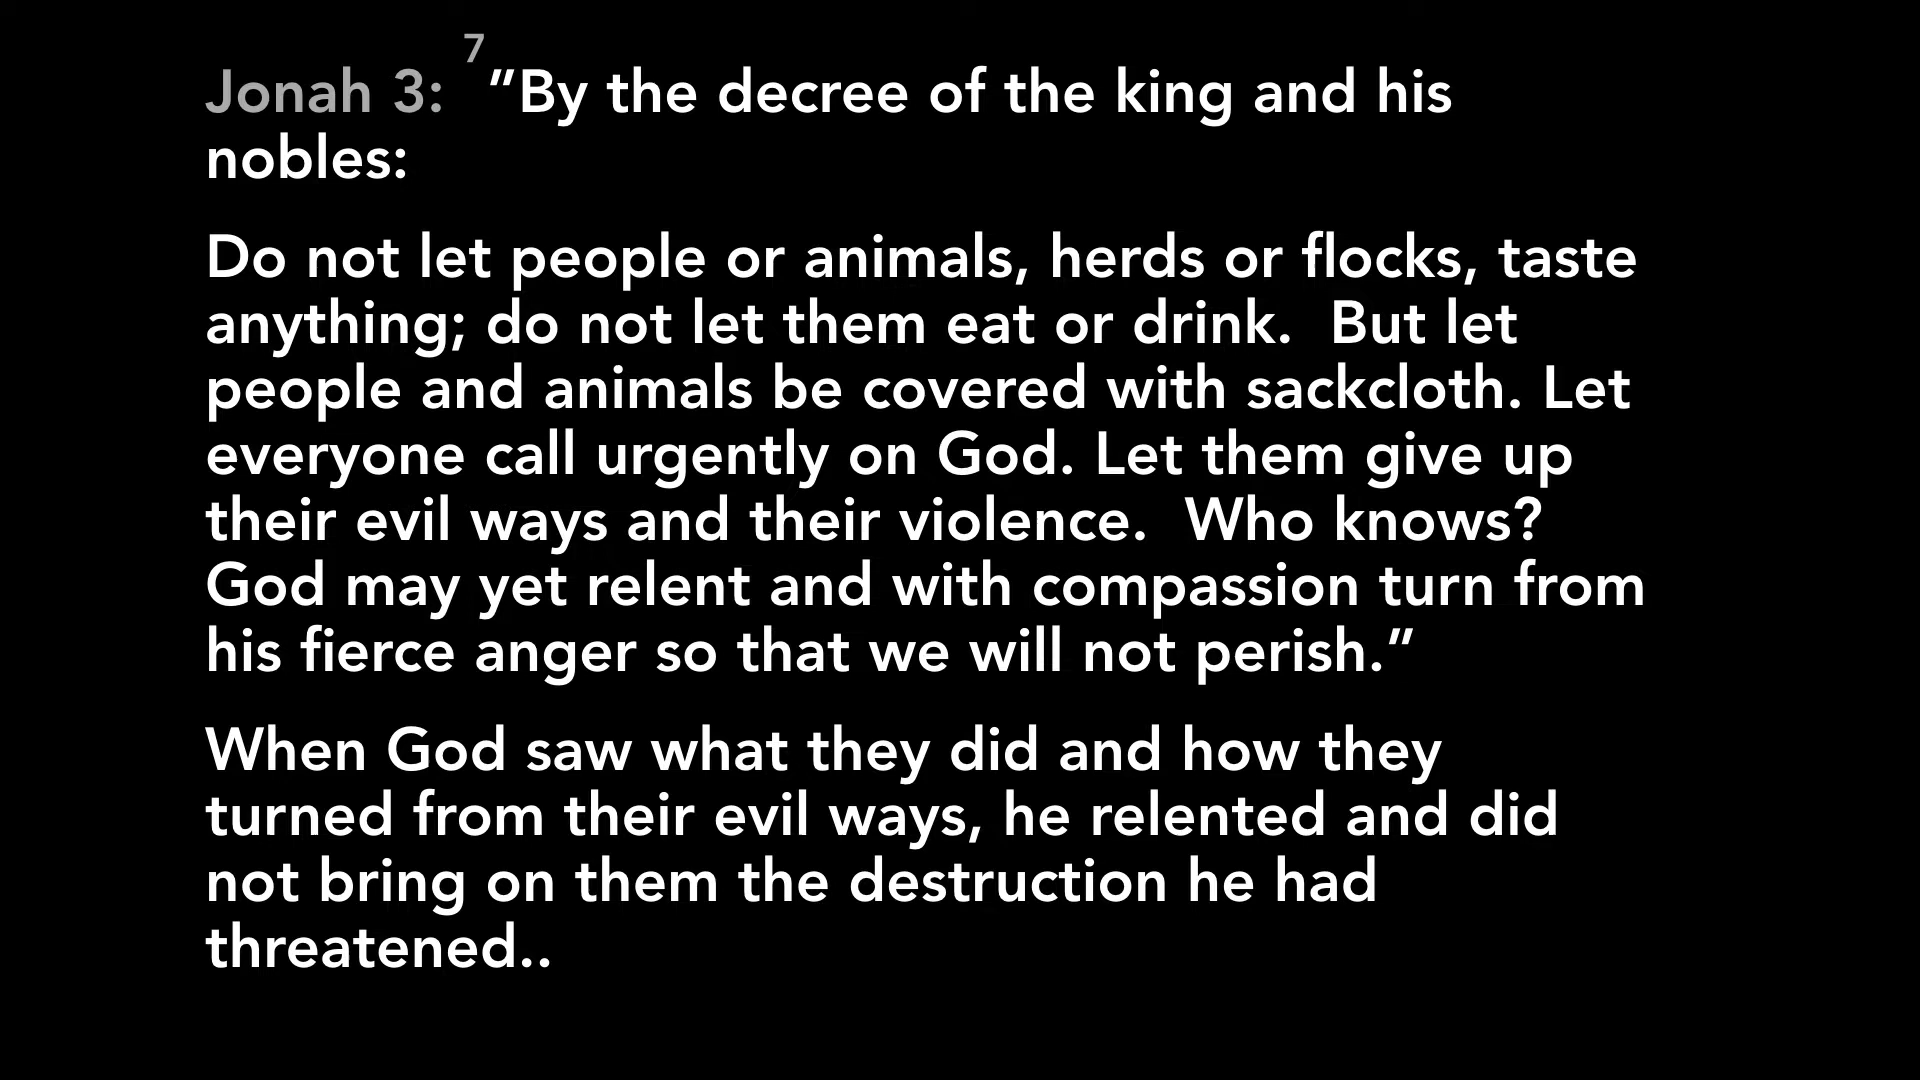 Jonah 3: 7 "By the decree of the king and his
nobles:
Do not let people or animals, herds or flocks, taste
anything; do not let them eat or drink.  But let
people and animals be covered with sackcloth. Let
everyone call urgently on God. Let them give up
their evil ways and their violence.  Who knows?
God may yet relent and with compassion turn from
his fierce anger so that we will not perish."
When God saw what they did and how they
turned from their evil ways, he relented and did
not bring on them the destruction he had
threatened..